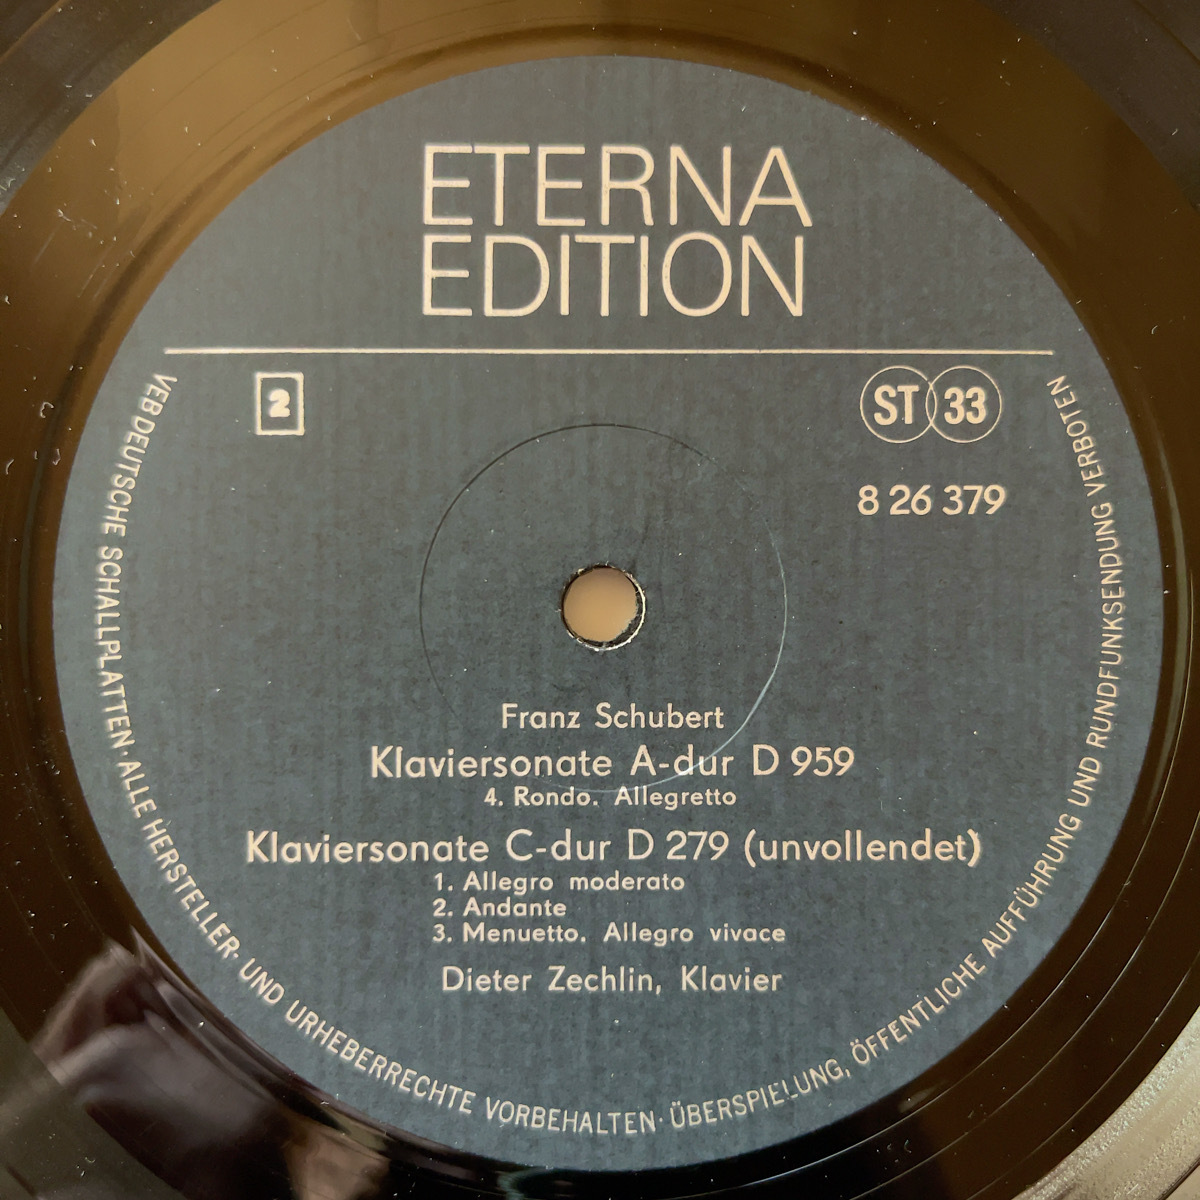 ETERNA
EDITION
2
ST 33
8 26 379
Franz Schubert
Klaviersonate A-dur D 959
4. Rondo. Allegretto
Klaviersonate C-dur D 279 (unvollendet)
1. Allegro moderato
2. Andante
3. Menuetto. Allegro vivace
Dieter Zechlin, Klavier
VEB DEUTSCHE SCHALLPLATTEN · ALLE HERSTELLER- UND URHEBERRECHTE VORBEHALTEN · ÜBERSPIELUNG, ÖFFENTLICHE AUFFÜHRUNG UND RUNDFUNKSENDUNG VERBOTEN